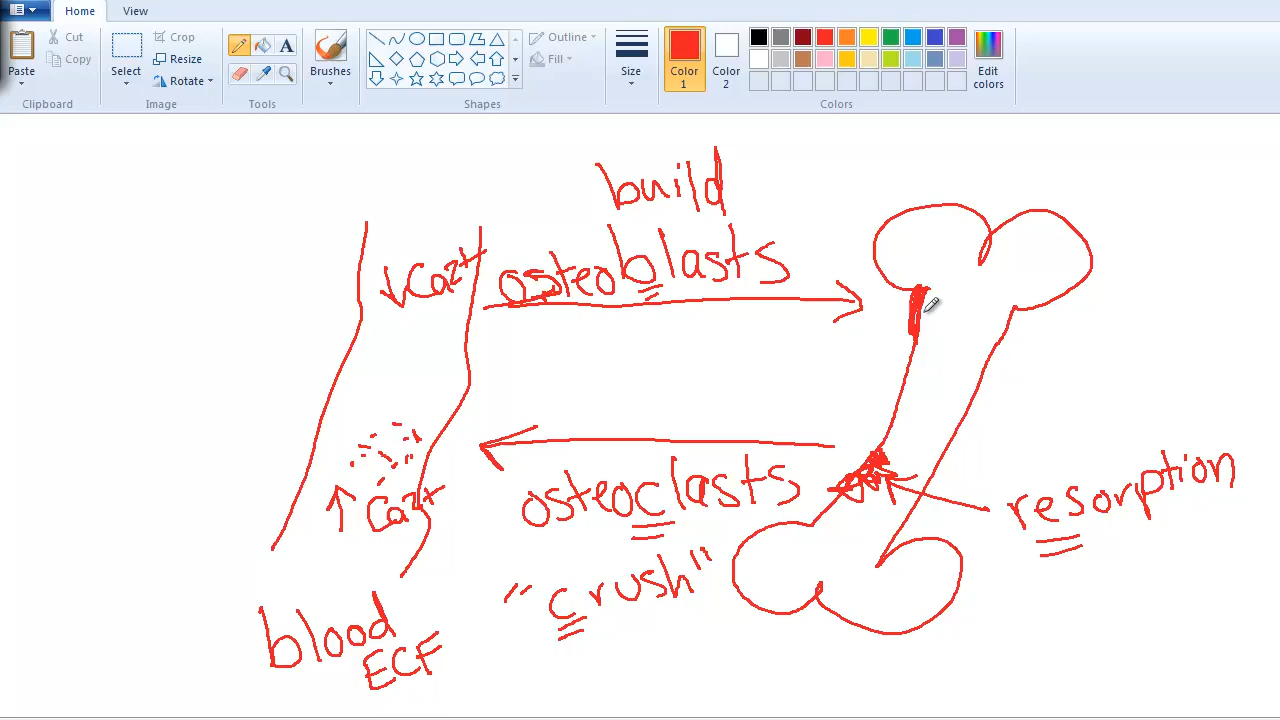 Home
View
Paste
Cut
Copy
Clipboard
Select
Crop
Resize
Rotate
Image
A
Tools
Brushes
Outline
Fill
Shapes
Size
Color 1
Color 2
Edit colors
Colors
build
↓Ca2+
osteoblasts
osteoclasts
↑Ca2+
resorption
"crush"
blood
ECF